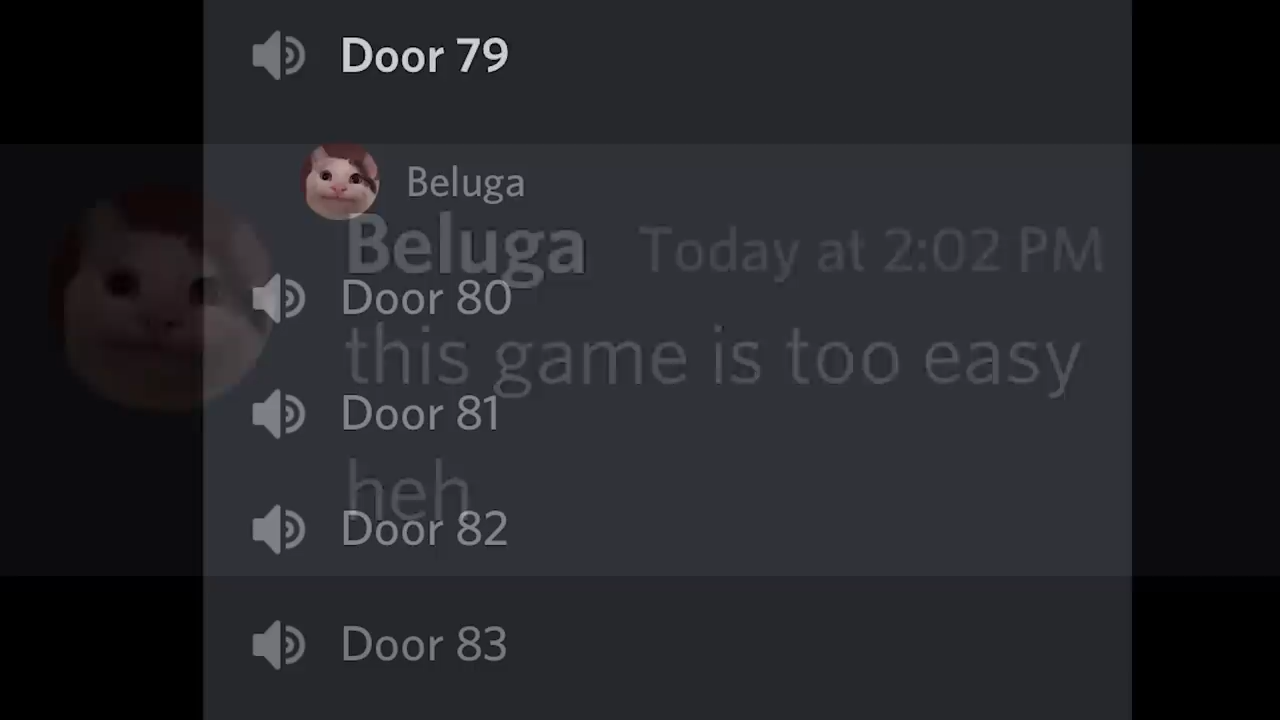 Door 79
Beluga
Beluga Today at 2:02 PM
Door 80
this game is too easy
Door 81
heh
Door 82
Door 83